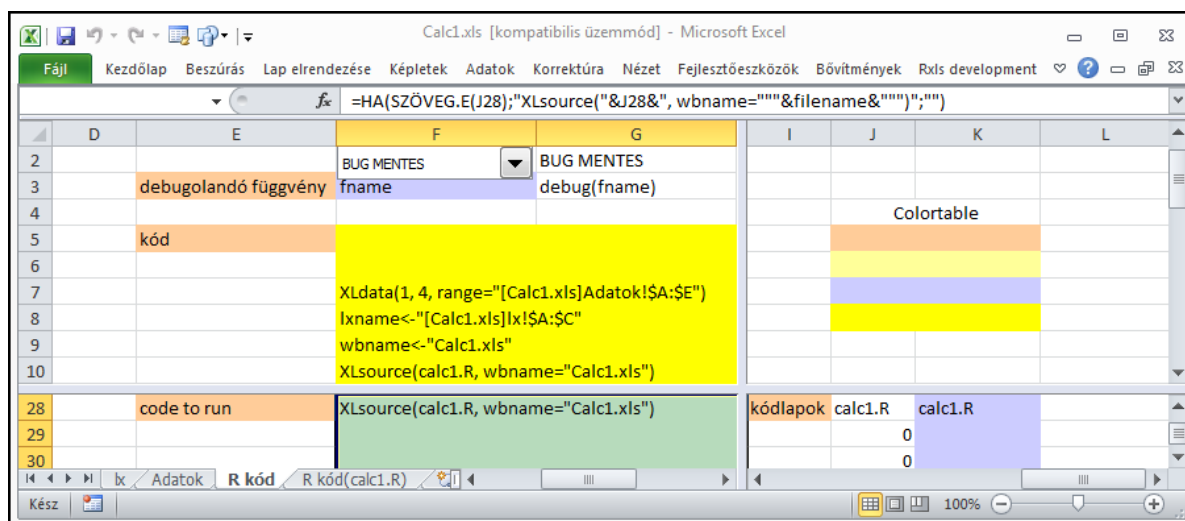 Calc1.xls [kompatibilis üzemmód] - Microsoft Excel
Fájl Kezdőlap Beszúrás Lap elrendezése Képletek Adatok Korrektúra Nézet Fejlesztőeszközök Bővítmények Rxls development
fx =HA(SZÖVEG.E(J28);"XLsource("&J28&", wbname="""&filename&""")";"")
D E F G I J K L
2 BUG MENTES BUG MENTES
3 debugolandó függvény fname debug(fname)
4 Colortable
5 kód
6
7 XLdata(1, 4, range="[Calc1.xls]Adatok!$A:$E")
8 lxname<-"[Calc1.xls]lx!$A:$C"
9 wbname<-"Calc1.xls"
10 XLsource(calc1.R, wbname="Calc1.xls")
28 code to run XLsource(calc1.R, wbname="Calc1.xls") kódlapok calc1.R calc1.R
29 0
30 0
lx Adatok R kód R kód(calc1.R)
Kész 100%